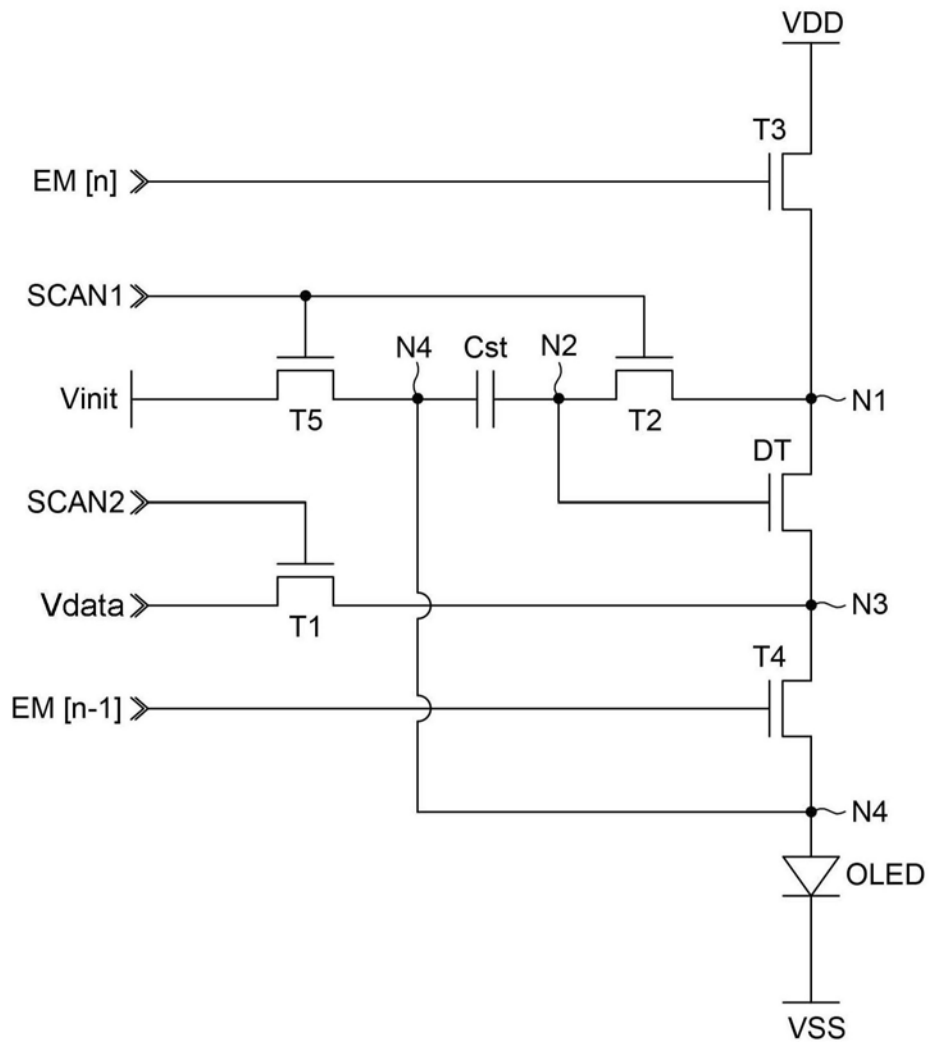 VDD
T3
EM [n]
SCAN1
N4 Cst N2
Vinit T5 T2 N1
DT
SCAN2
Vdata T1 N3
T4
EM [n-1]
N4
OLED
VSS